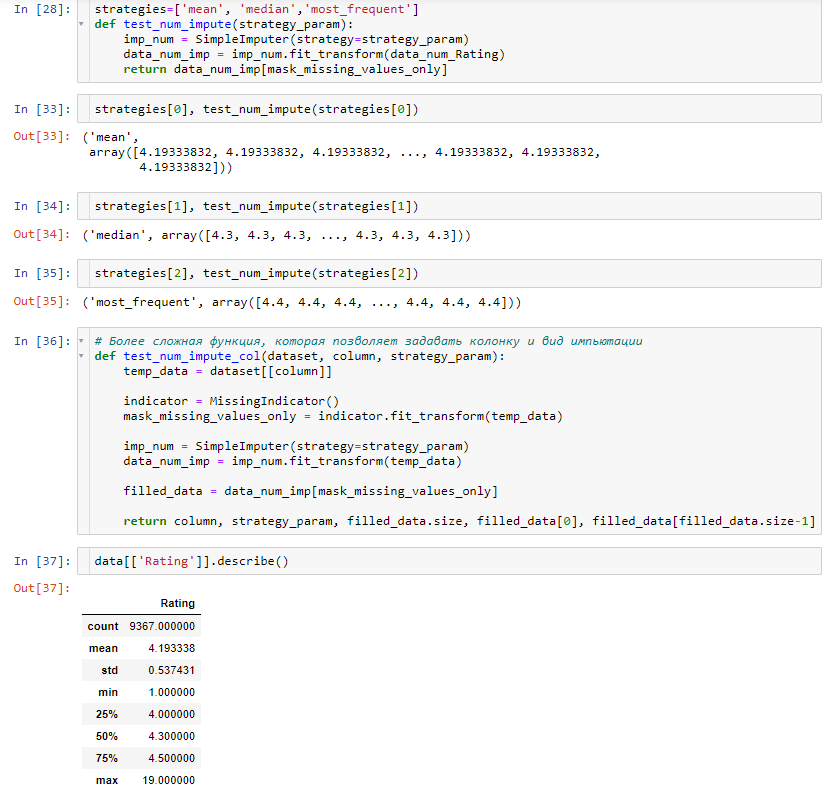 In [28]: strategies=['mean', 'median','most_frequent']
def test_num_impute(strategy_param):
imp_num = SimpleImputer(strategy=strategy_param)
data_num_imp = imp_num.fit_transform(data_num_Rating)
return data_num_imp[mask_missing_values_only]
In [33]: strategies[0], test_num_impute(strategies[0])
Out[33]: ('mean',
array([4.19333832, 4.19333832, 4.19333832, ..., 4.19333832, 4.19333832,
4.19333832]))
In [34]: strategies[1], test_num_impute(strategies[1])
Out[34]: ('median', array([4.3, 4.3, 4.3, ..., 4.3, 4.3, 4.3]))
In [35]: strategies[2], test_num_impute(strategies[2])
Out[35]: ('most_frequent', array([4.4, 4.4, 4.4, ..., 4.4, 4.4, 4.4]))
In [36]: # Более сложная функция, которая позволяет задавать колонку и вид импьютации
def test_num_impute_col(dataset, column, strategy_param):
temp_data = dataset[[column]]
indicator = MissingIndicator()
mask_missing_values_only = indicator.fit_transform(temp_data)
imp_num = SimpleImputer(strategy=strategy_param)
data_num_imp = imp_num.fit_transform(temp_data)
filled_data = data_num_imp[mask_missing_values_only]
return column, strategy_param, filled_data.size, filled_data[0], filled_data[filled_data.size-1]
In [37]: data[['Rating']].describe()
Out[37]:
Rating
count 9367.000000
mean 4.193338
std 0.537431
min 1.000000
25% 4.000000
50% 4.300000
75% 4.500000
max 19.000000